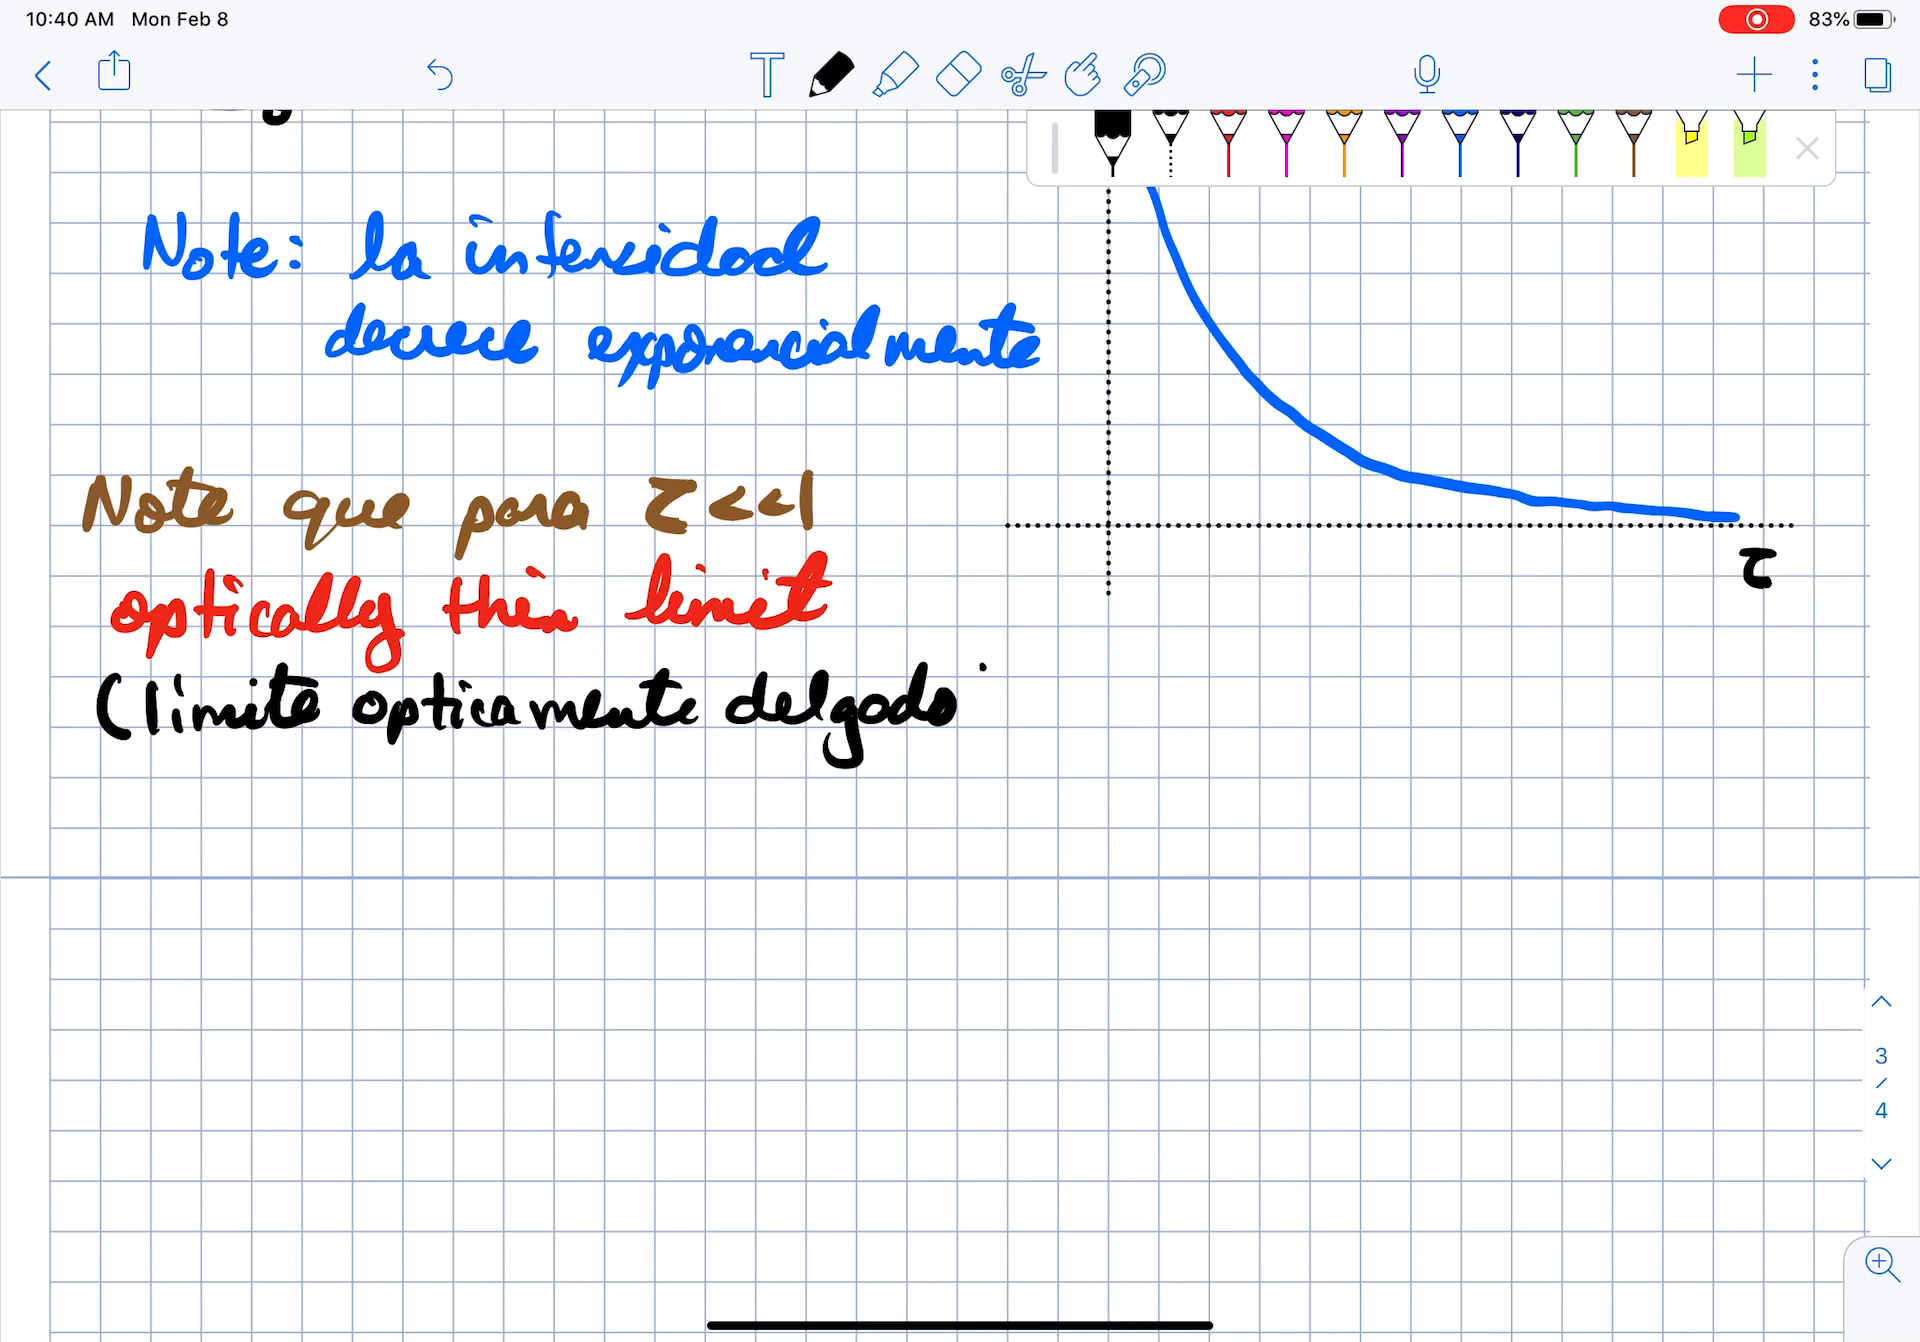 10:40 AM Mon Feb 8
83%
Note: la intensidad
decrece exponencialmente
Note que para τ<<1
optically thin limit
(límite opticamente delgado
τ
3
/
4